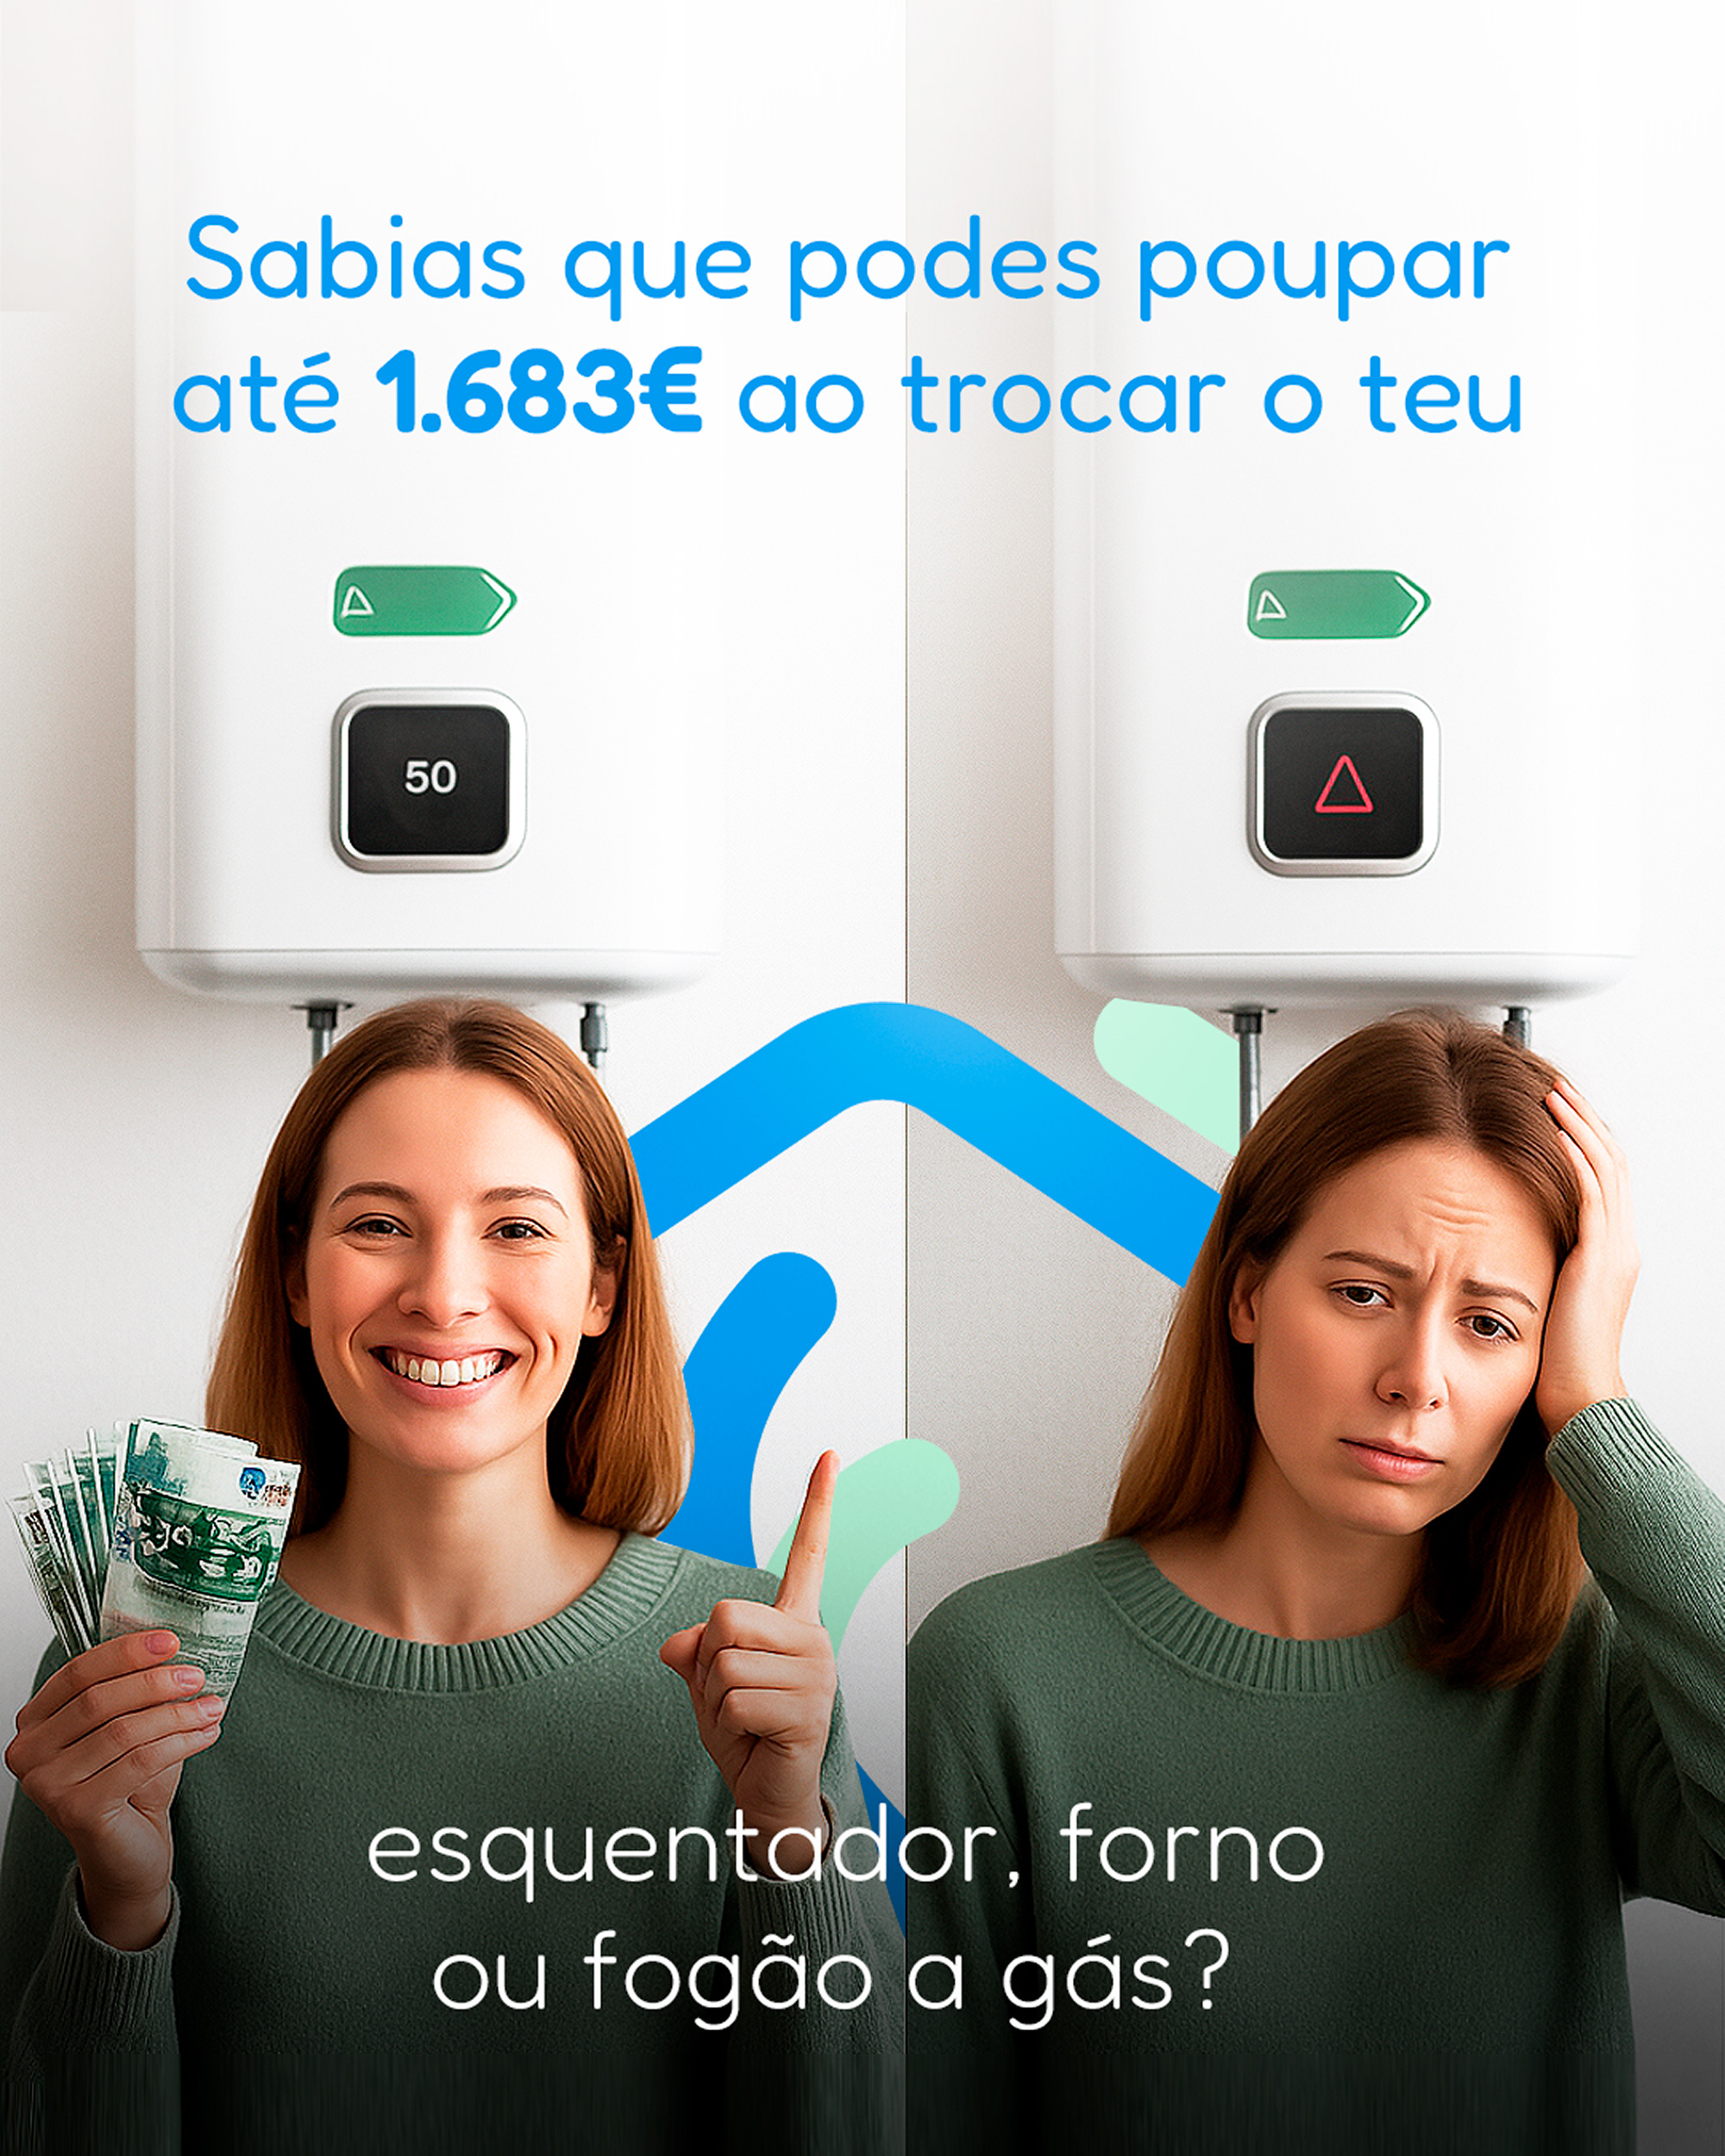 Sabias que podes poupar
até 1.683€ ao trocar o teu
50
esquentador, forno
ou fogão a gás?